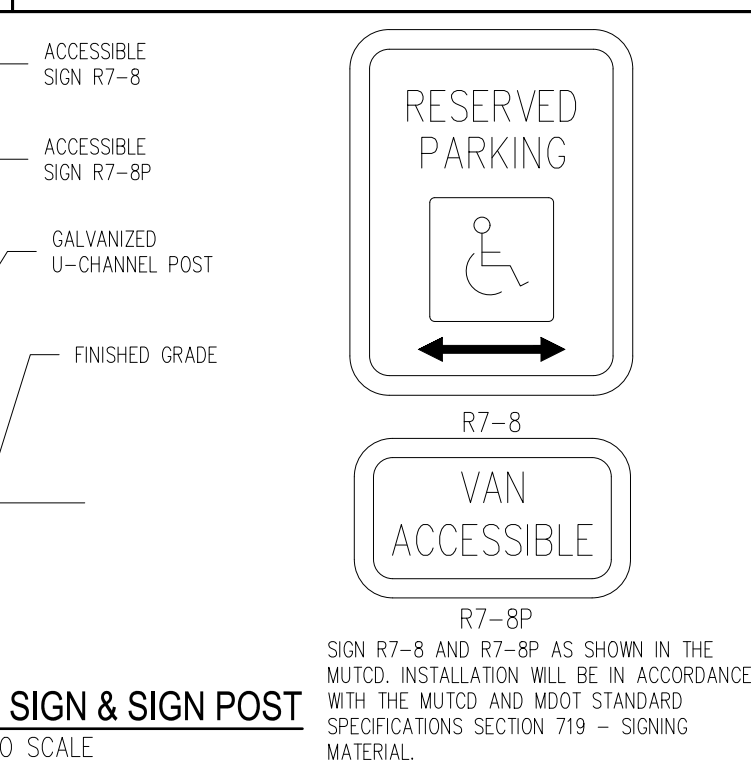 ACCESSIBLE
SIGN R7-8
ACCESSIBLE
SIGN R7-8P
GALVANIZED
U-CHANNEL POST
FINISHED GRADE
RESERVED
PARKING
R7-8
VAN
ACCESSIBLE
R7-8P
SIGN R7-8 AND R7-8P AS SHOWN IN THE
MUTCD. INSTALLATION WILL BE IN ACCORDANCE
WITH THE MUTCD AND MDOT STANDARD
SPECIFICATIONS SECTION 719 – SIGNING
MATERIAL.
SIGN & SIGN POST
O SCALE